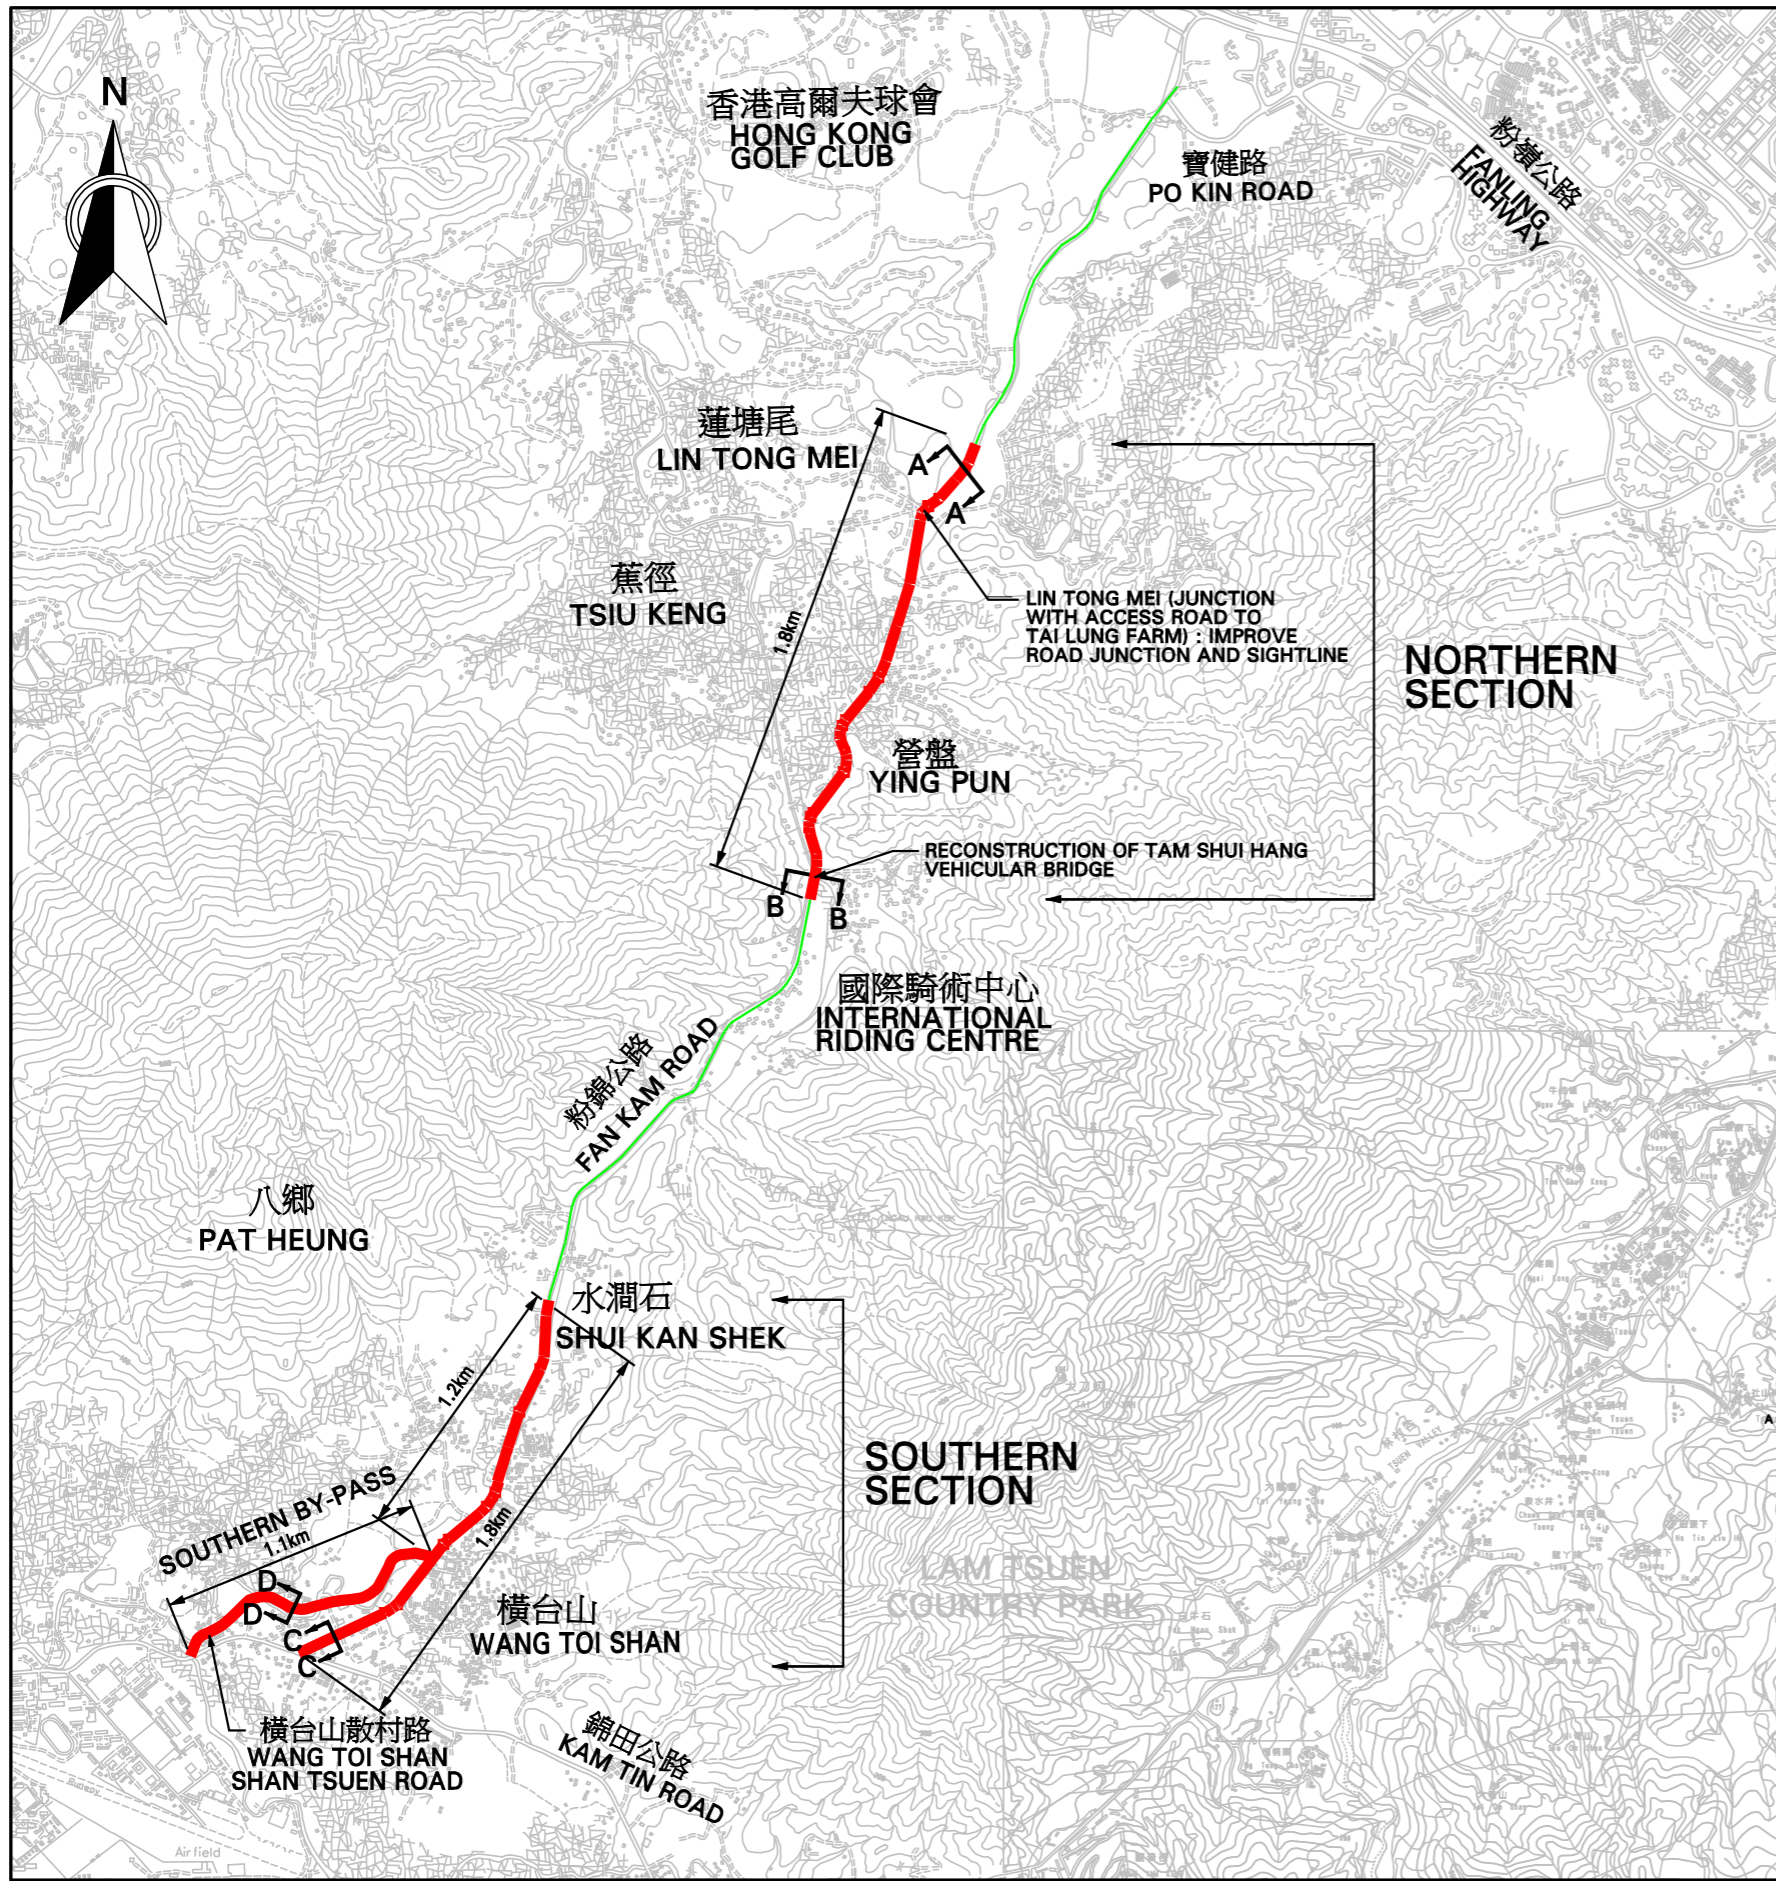 N
香港高爾夫球會
HONG KONG
GOLF CLUB
寶健路
PO KIN ROAD
粉嶺公路
FANLING
HIGHWAY
蓮塘尾
LIN TONG MEI
A
A
蕉徑
TSIU KENG
1.8km
LIN TONG MEI (JUNCTION
WITH ACCESS ROAD TO
TAI LUNG FARM) : IMPROVE
ROAD JUNCTION AND SIGHTLINE
NORTHERN
SECTION
營盤
YING PUN
RECONSTRUCTION OF TAM SHUI HANG
VEHICULAR BRIDGE
B
B
國際騎術中心
INTERNATIONAL
RIDING CENTRE
粉錦公路
FAN KAM ROAD
八鄉
PAT HEUNG
水澗石
SHUI KAN SHEK
1.2km
1.8km
SOUTHERN
SECTION
SOUTHERN BY-PASS
1.1km
D
D
C
C
橫台山
WANG TOI SHAN
LAM TSUEN
COUNTRY PARK
橫台山散村路
WANG TOI SHAN
SHAN TSUEN ROAD
錦田公路
KAM TIN ROAD
Airfield
LAM TSUEN VALLEY
A